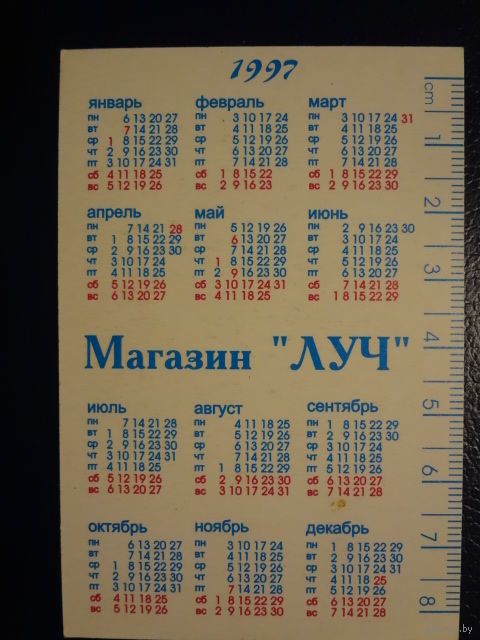 1997
январь
пн 6 13 20 27
вт 7 14 21 28
ср 1 8 15 22 29
чт 2 9 16 23 30
пт 3 10 17 24 31
сб 4 11 18 25
вс 5 12 19 26
февраль
пн 3 10 17 24
вт 4 11 18 25
ср 5 12 19 26
чт 6 13 20 27
пт 7 14 21 28
сб 1 8 15 22
вс 2 9 16 23
март
пн 3 10 17 24 31
вт 4 11 18 25
ср 5 12 19 26
чт 6 13 20 27
пт 7 14 21 28
сб 1 8 15 22 29
вс 2 9 16 23 30
апрель
пн 7 14 21 28
вт 1 8 15 22 29
ср 2 9 16 23 30
чт 3 10 17 24
пт 4 11 18 25
сб 5 12 19 26
вс 6 13 20 27
май
пн 5 12 19 26
вт 6 13 20 27
ср 7 14 21 28
чт 1 8 15 22 29
пт 2 9 16 23 30
сб 3 10 17 24 31
вс 4 11 18 25
июнь
пн 2 9 16 23 30
вт 3 10 17 24
ср 4 11 18 25
чт 5 12 19 26
пт 6 13 20 27
сб 7 14 21 28
вс 1 8 15 22 29
Магазин "ЛУЧ"
июль
пн 7 14 21 28
вт 1 8 15 22 29
ср 2 9 16 23 30
чт 3 10 17 24 31
пт 4 11 18 25
сб 5 12 19 26
вс 6 13 20 27
август
пн 4 11 18 25
вт 5 12 19 26
ср 6 13 20 27
чт 7 14 21 28
пт 1 8 15 22 29
сб 2 9 16 23 30
вс 3 10 17 24 31
сентябрь
пн 1 8 15 22 29
вт 2 9 16 23 30
ср 3 10 17 24
чт 4 11 18 25
пт 5 12 19 26
сб 6 13 20 27
вс 7 14 21 28
октябрь
пн 6 13 20 27
вт 7 14 21 28
ср 1 8 15 22 29
чт 2 9 16 23 30
пт 3 10 17 24 31
сб 4 11 18 25
вс 5 12 19 26
ноябрь
пн 3 10 17 24
вт 4 11 18 25
ср 5 12 19 26
чт 6 13 20 27
пт 7 14 21 28
сб 1 8 15 22 29
вс 2 9 16 23 30
декабрь
пн 1 8 15 22 29
вт 2 9 16 23 30
ср 3 10 17 24 31
чт 4 11 18 25
пт 5 12 19 26
сб 6 13 20 27
вс 7 14 21 28
cm
1
2
3
4
5
6
7
8